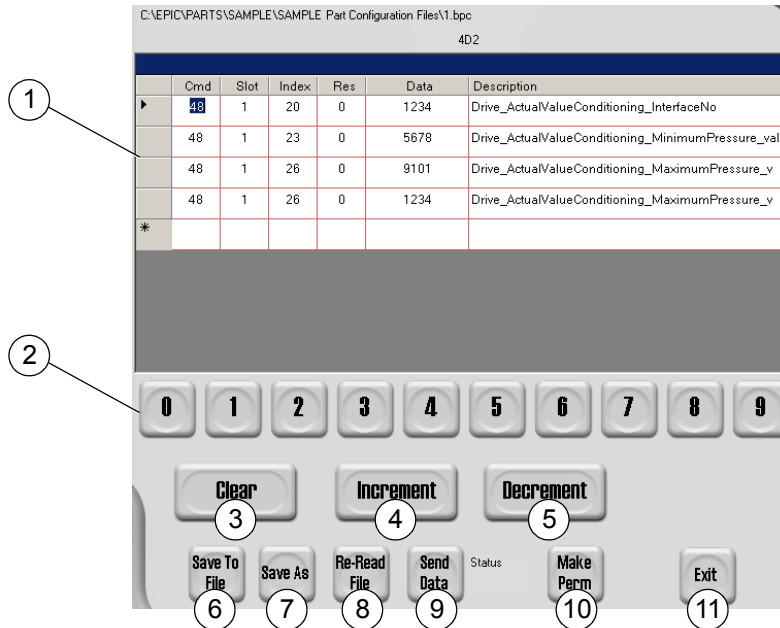 C:\EPIC\PARTS\SAMPLE\SAMPLE Part Configuration Files\1.bpc
4D2
Cmd Slot Index Res Data Description
48 1 20 0 1234 Drive_ActualValueConditioning_InterfaceNo
48 1 23 0 5678 Drive_ActualValueConditioning_MinimumPressure_val
48 1 26 0 9101 Drive_ActualValueConditioning_MaximumPressure_v
48 1 26 0 1234 Drive_ActualValueConditioning_MaximumPressure_v
*
1
2
0 1 2 3 4 5 6 7 8 9
Clear Increment Decrement
3 4 5
Save To File Save As Re-Read File Send Data Status Make Perm Exit
6 7 8 9 10 11